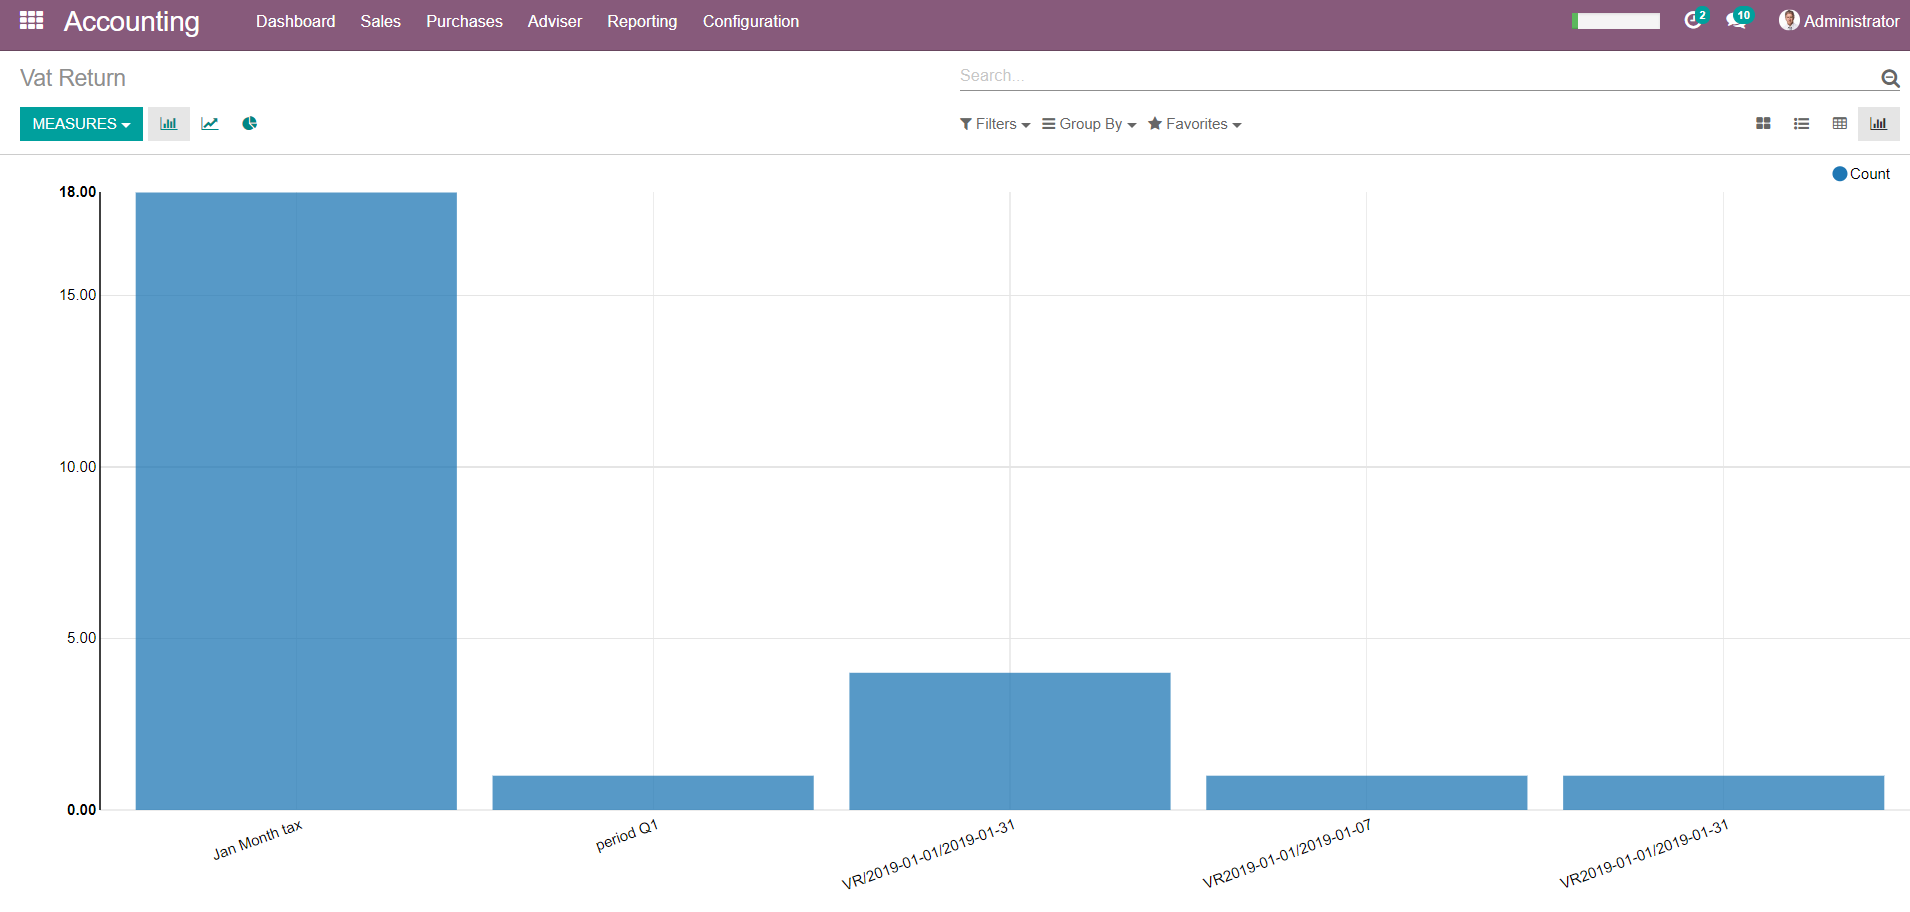 Accounting Dashboard Sales Purchases Adviser Reporting Configuration 2 10 Administrator
Vat Return
Search...
MEASURES Filters Group By Favorites
Count
18.00
15.00
10.00
5.00
0.00
Jan Month tax
period Q1
VR/2019-01-01/2019-01-31
VR2019-01-01/2019-01-07
VR2019-01-01/2019-01-31